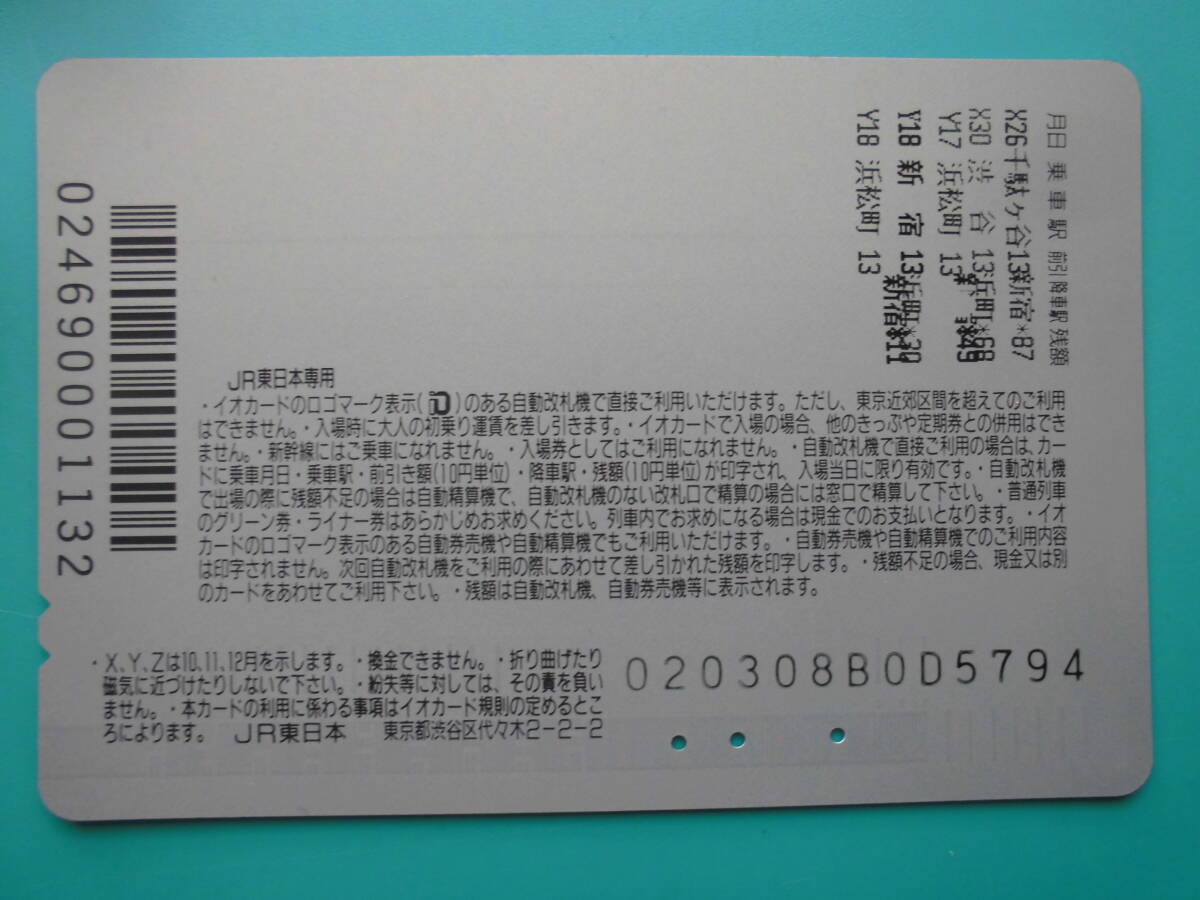 月日 乗車駅 前引 降車駅 残額
X26 千駄ヶ谷 13 新宿 *87
X30 渋谷 13 浜町 *68
Y17 浜松町 13
Y18 新宿 13 浜町 *30
Y18 浜松町 13 新宿 *11
0246900001132
JR東日本専用
・イオカードのロゴマーク表示(iO)のある自動改札機で直接ご利用いただけます。ただし、東京近郊区間を超えてのご利用
はできません。・入場時に大人の初乗り運賃を差し引きます。・イオカードで入場の場合、他のきっぷや定期券との併用はでき
ません。・新幹線にはご乗車になれません。・入場券としてはご利用になれません。・自動改札機で直接ご利用の場合は、カー
ドに乗車月日・乗車駅・前引き額(10円単位)・降車駅・残額(10円単位)が印字され、入場当日に限り有効です。・自動改札機
で出場の際に残額不足の場合は自動精算機で、自動改札機のない改札口で精算の場合には窓口で精算して下さい。・普通列車
のグリーン券・ライナー券はあらかじめお求めください。列車内でお求めになる場合は現金でのお支払いとなります。・イオ
カードのロゴマーク表示のある自動券売機や自動精算機でもご利用いただけます。・自動券売機や自動精算機でのご利用内容
は印字されません。次回自動改札機をご利用の際にあわせて差し引かれた残額を印字します。・残額不足の場合、現金又は別
のカードをあわせてご利用下さい。・残額は自動改札機、自動券売機等に表示されます。
・X、Y、Zは10、11、12月を示します。・換金できません。・折り曲げたり
磁気に近づけたりしないで下さい。・紛失等に対しては、その責を負い
ません。・本カードの利用に係わる事項はイオカード規則の定めるとこ
ろによります。 JR東日本 東京都渋谷区代々木2-2-2
020308B0D5794